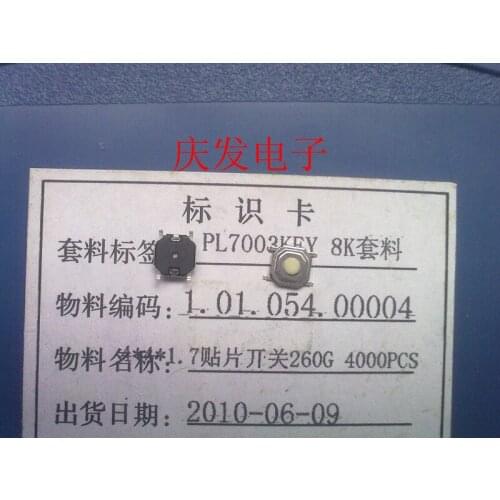 庆发电子
标识卡
套料标签 PL7003KEY 8K套料
物料编码: 1.01.054.00004
物料名称: *1.7贴片开关260G 4000PCS
出货日期: 2010-06-09